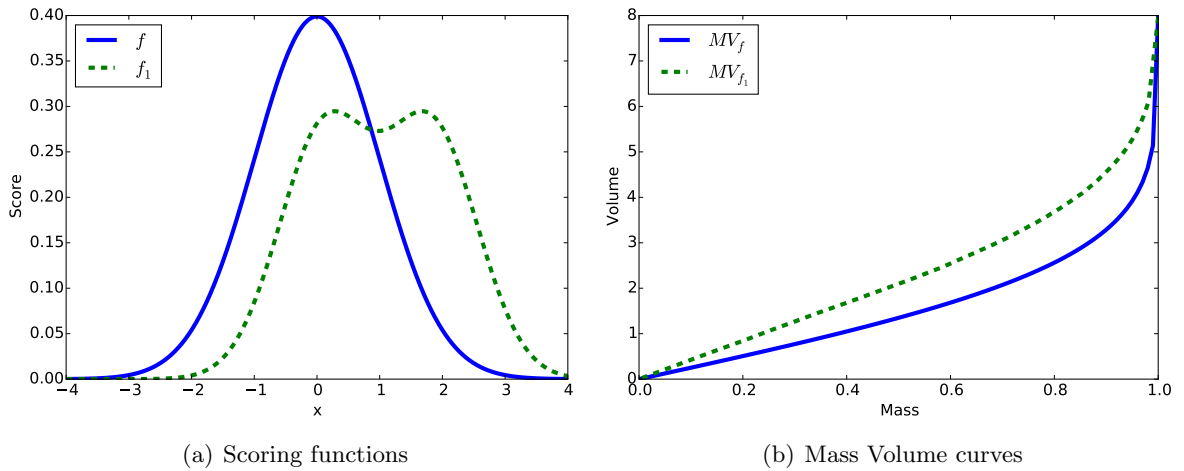 0.40
0.35
0.30
0.25
0.20
0.15
0.10
0.05
0.00
Score
−4 −3 −2 −1 0 1 2 3 4
x
f
f₁
(a) Scoring functions
8
7
6
5
4
3
2
1
0
Volume
0.0 0.2 0.4 0.6 0.8 1.0
Mass
MV_f
MV_{f₁}
(b) Mass Volume curves